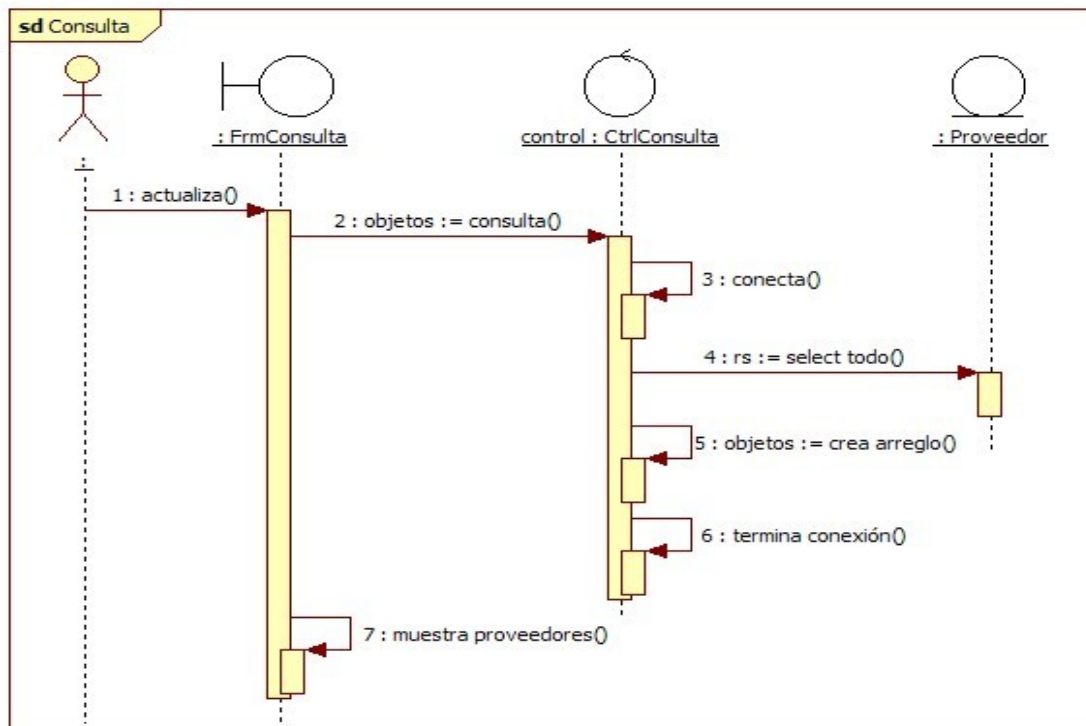 sd Consulta
:
: FrmConsulta
control : CtrlConsulta
: Proveedor
1 : actualiza()
2 : objetos := consulta()
3 : conecta()
4 : rs := select todo()
5 : objetos := crea arreglo()
6 : termina conexión()
7 : muestra proveedores()